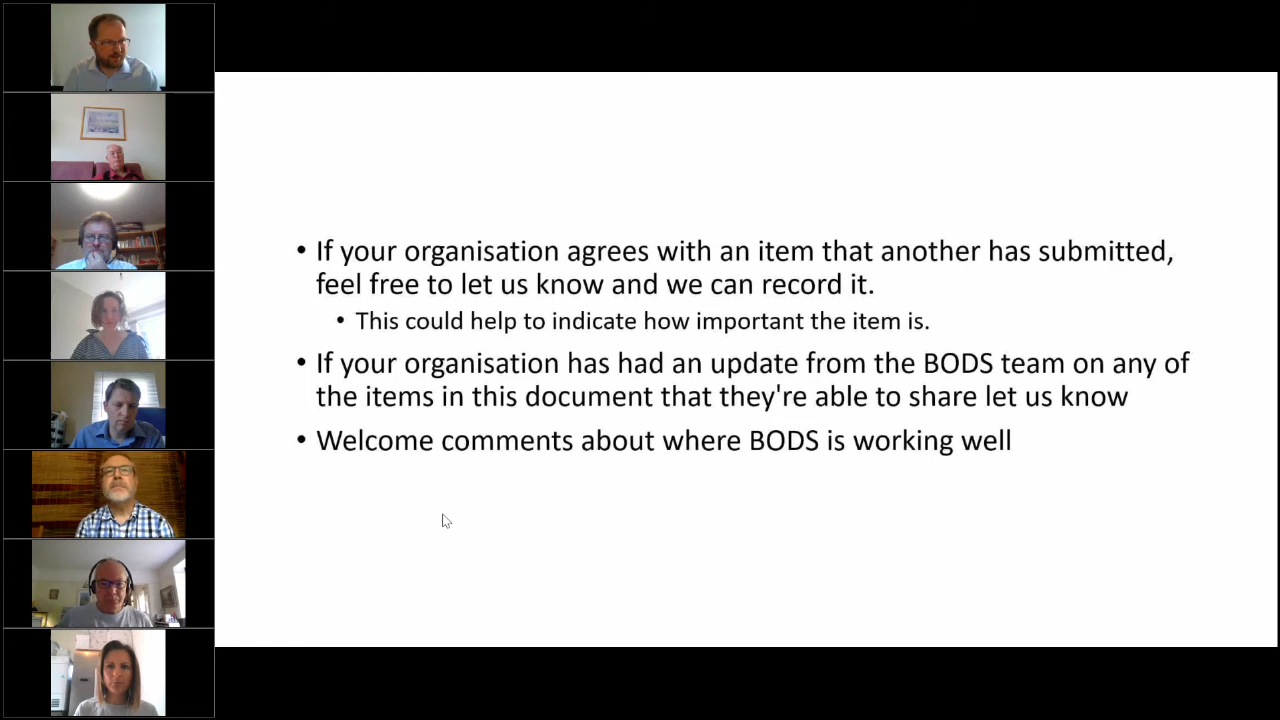 • If your organisation agrees with an item that another has submitted,
feel free to let us know and we can record it.
• This could help to indicate how important the item is.
• If your organisation has had an update from the BODS team on any of
the items in this document that they're able to share let us know
• Welcome comments about where BODS is working well